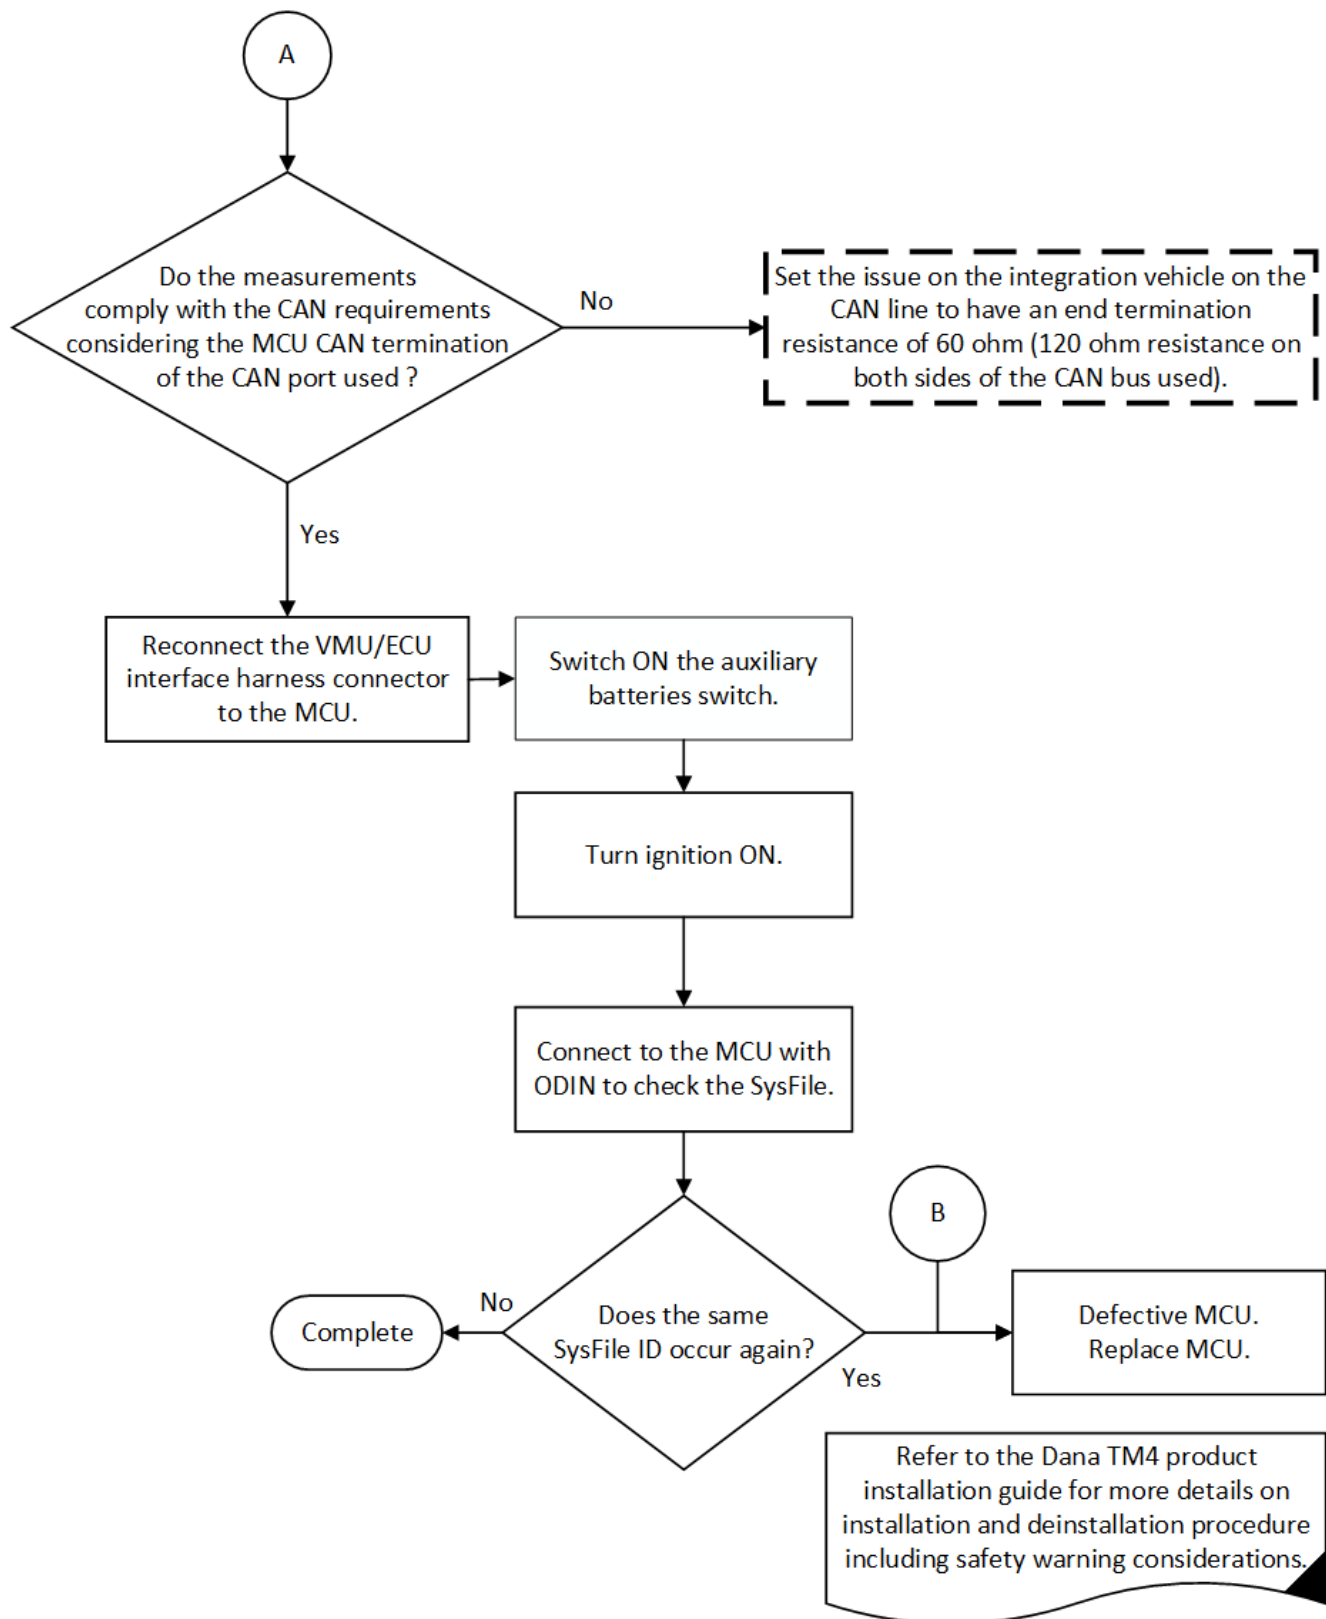 A
Do the measurements
comply with the CAN requirements
considering the MCU CAN termination
of the CAN port used ?
No
Set the issue on the integration vehicle on the
CAN line to have an end termination
resistance of 60 ohm (120 ohm resistance on
both sides of the CAN bus used).
Yes
Reconnect the VMU/ECU
interface harness connector
to the MCU.
Switch ON the auxiliary
batteries switch.
Turn ignition ON.
Connect to the MCU with
ODIN to check the SysFile.
B
No
Complete
Does the same
SysFile ID occur again?
Yes
Defective MCU.
Replace MCU.
Refer to the Dana TM4 product
installation guide for more details on
installation and deinstallation procedure
including safety warning considerations.